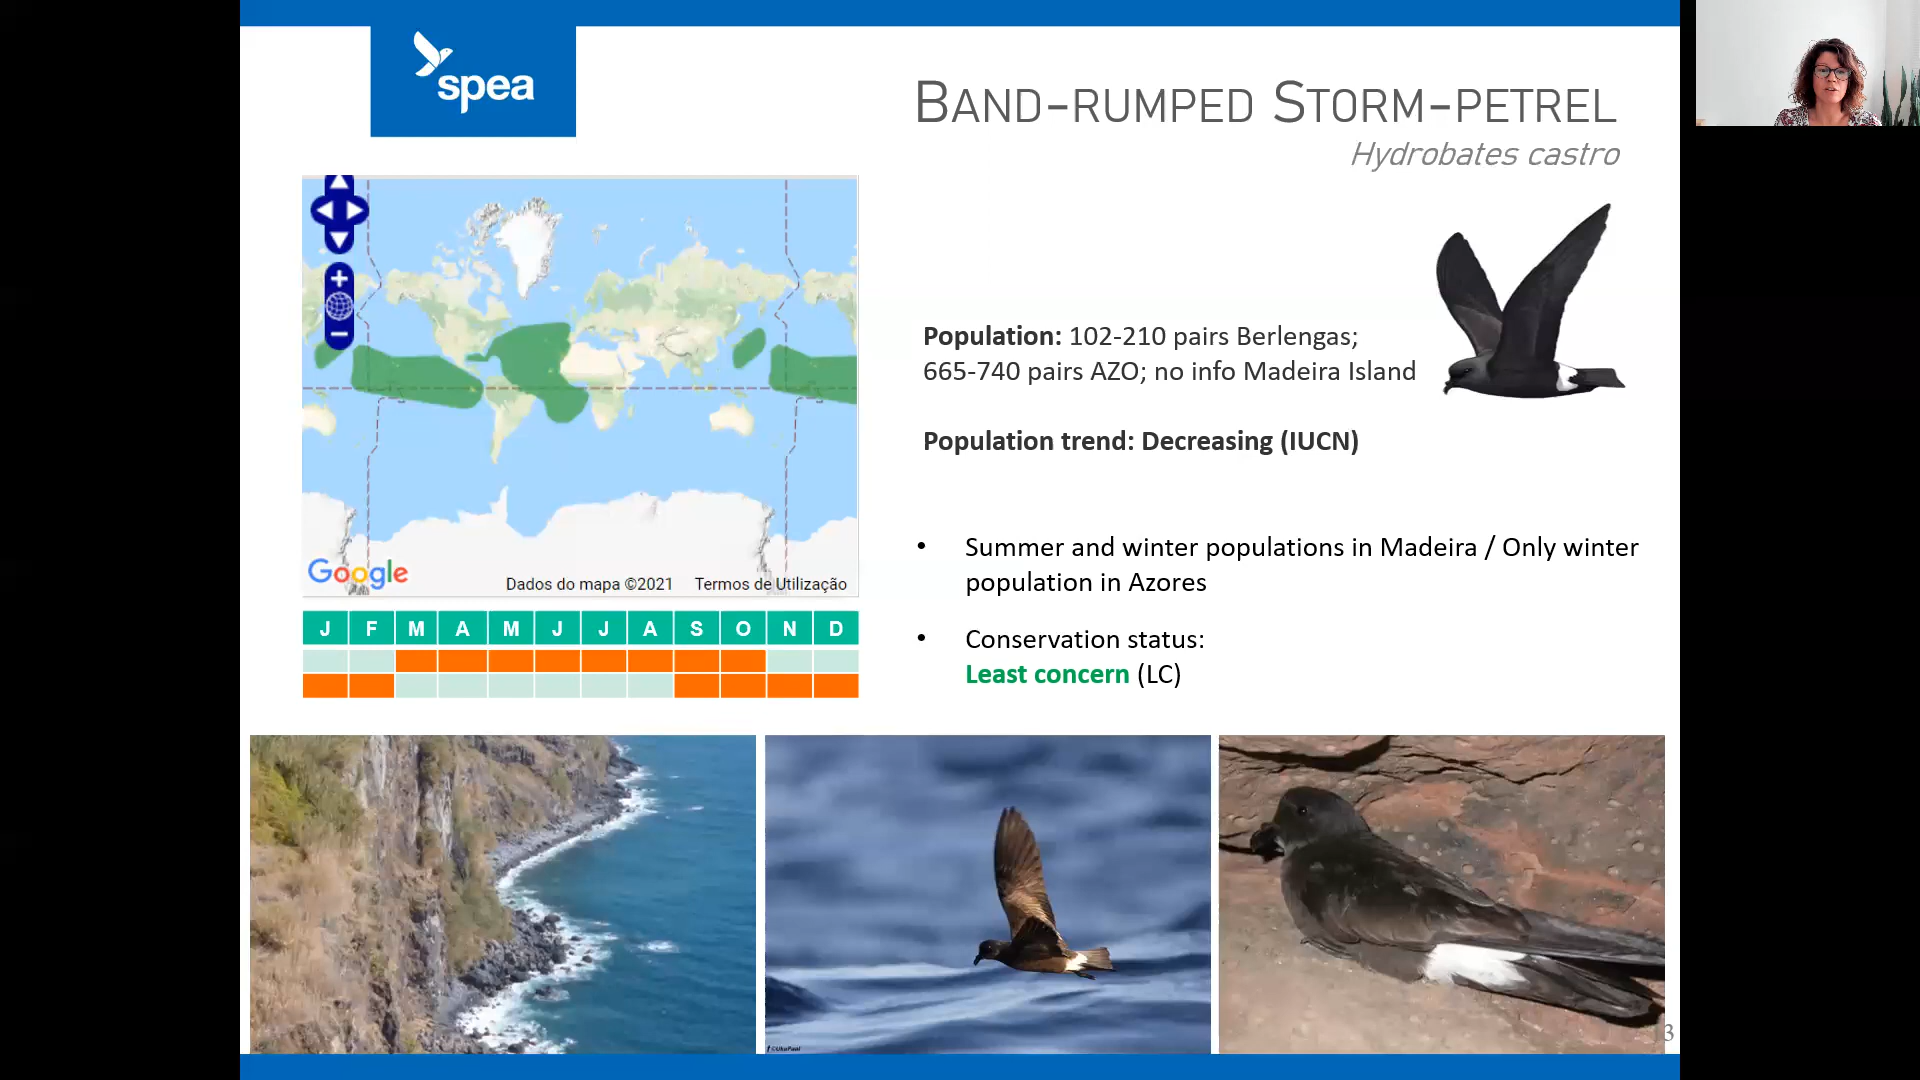 spea
BAND-RUMPED STORM-PETREL
Hydrobates castro
Population: 102-210 pairs Berlengas;
665-740 pairs AZO; no info Madeira Island
Population trend: Decreasing (IUCN)
• Summer and winter populations in Madeira / Only winter
population in Azores
• Conservation status:
Least concern (LC)
Google
Dados do mapa ©2021 Termos de Utilização
J F M A M J J A S O N D
3